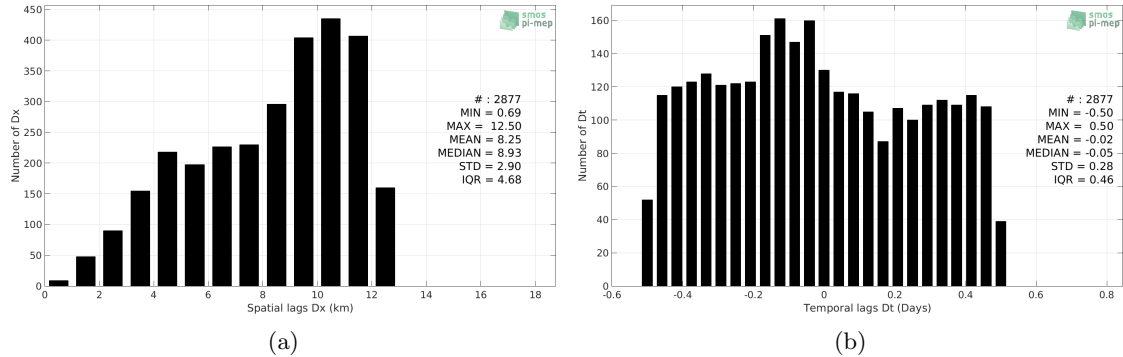 450
400
350
300
250
200
150
100
50
0
Number of Dx
0 2 4 6 8 10 12 14 16 18
Spatial lags Dx (km)
smos
pi-mep
# : 2877
MIN = 0.69
MAX = 12.50
MEAN = 8.25
MEDIAN = 8.93
STD = 2.90
IQR = 4.68
(a)
160
140
120
100
80
60
40
20
0
Number of Dt
-0.6 -0.4 -0.2 0 0.2 0.4 0.6 0.8
Temporal lags Dt (Days)
smos
pi-mep
# : 2877
MIN = -0.50
MAX = 0.50
MEAN = -0.02
MEDIAN = -0.05
STD = 0.28
IQR = 0.46
(b)